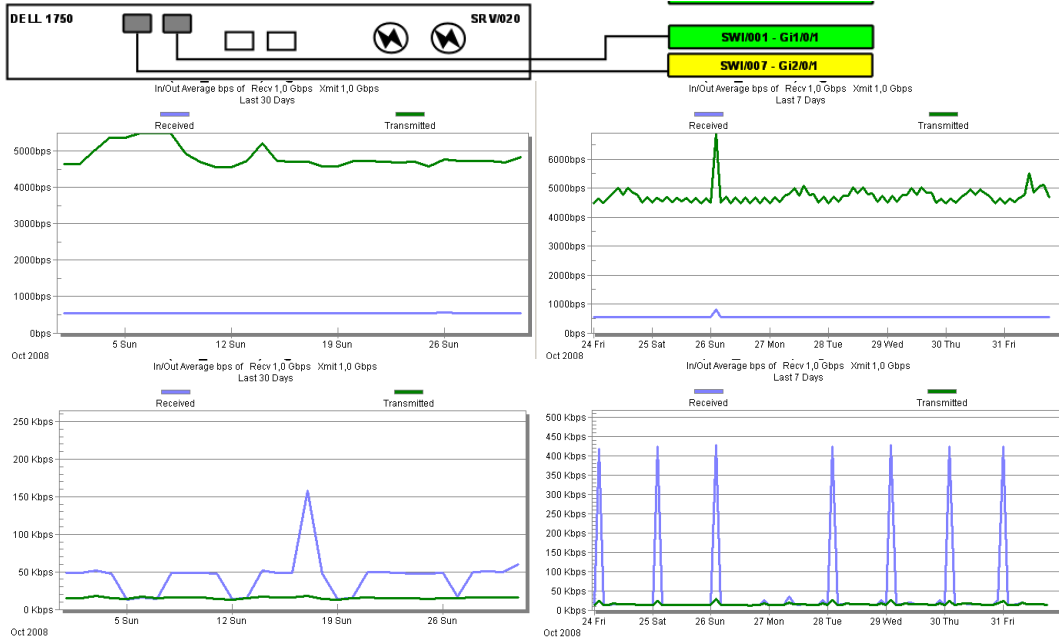 DELL 1750
SRV/020
SWI/001 - Gi1/0/1
SWI/007 - Gi2/0/1
In/Out Average bps of Recv 1,0 Gbps Xmit 1,0 Gbps
Last 30 Days
Received
Transmitted
5000bps
4000bps
3000bps
2000bps
1000bps
0bps
5 Sun
12 Sun
19 Sun
26 Sun
Oct 2008
In/Out Average bps of Recv 1,0 Gbps Xmit 1,0 Gbps
Last 7 Days
Received
Transmitted
6000bps
5000bps
4000bps
3000bps
2000bps
1000bps
0bps
24 Fri
25 Sat
26 Sun
27 Mon
28 Tue
29 Wed
30 Thu
31 Fri
Oct 2008
In/Out Average bps of Recv 1,0 Gbps Xmit 1,0 Gbps
Last 30 Days
Received
Transmitted
250 Kbps
200 Kbps
150 Kbps
100 Kbps
50 Kbps
0 Kbps
5 Sun
12 Sun
19 Sun
26 Sun
Oct 2008
In/Out Average bps of Recv 1,0 Gbps Xmit 1,0 Gbps
Last 7 Days
Received
Transmitted
500 Kbps
450 Kbps
400 Kbps
350 Kbps
300 Kbps
250 Kbps
200 Kbps
150 Kbps
100 Kbps
50 Kbps
0 Kbps
24 Fri
25 Sat
26 Sun
27 Mon
28 Tue
29 Wed
30 Thu
31 Fri
Oct 2008